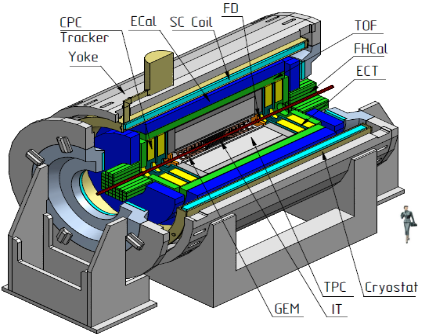 CPC
Tracker
Yoke
ECal
SC Coil
FD
TOF
FHCal
ECT
TPC
Cryostat
IT
GEM